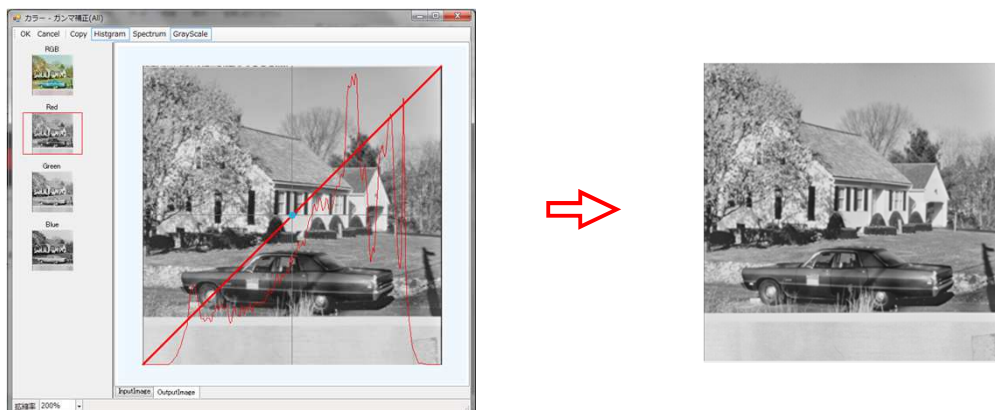 カラー - ガンマ補正(All)
OK Cancel Copy Histgram Spectrum GrayScale
RGB
Red
Green
Blue
InputImage OutputImage
拡縮率 200%